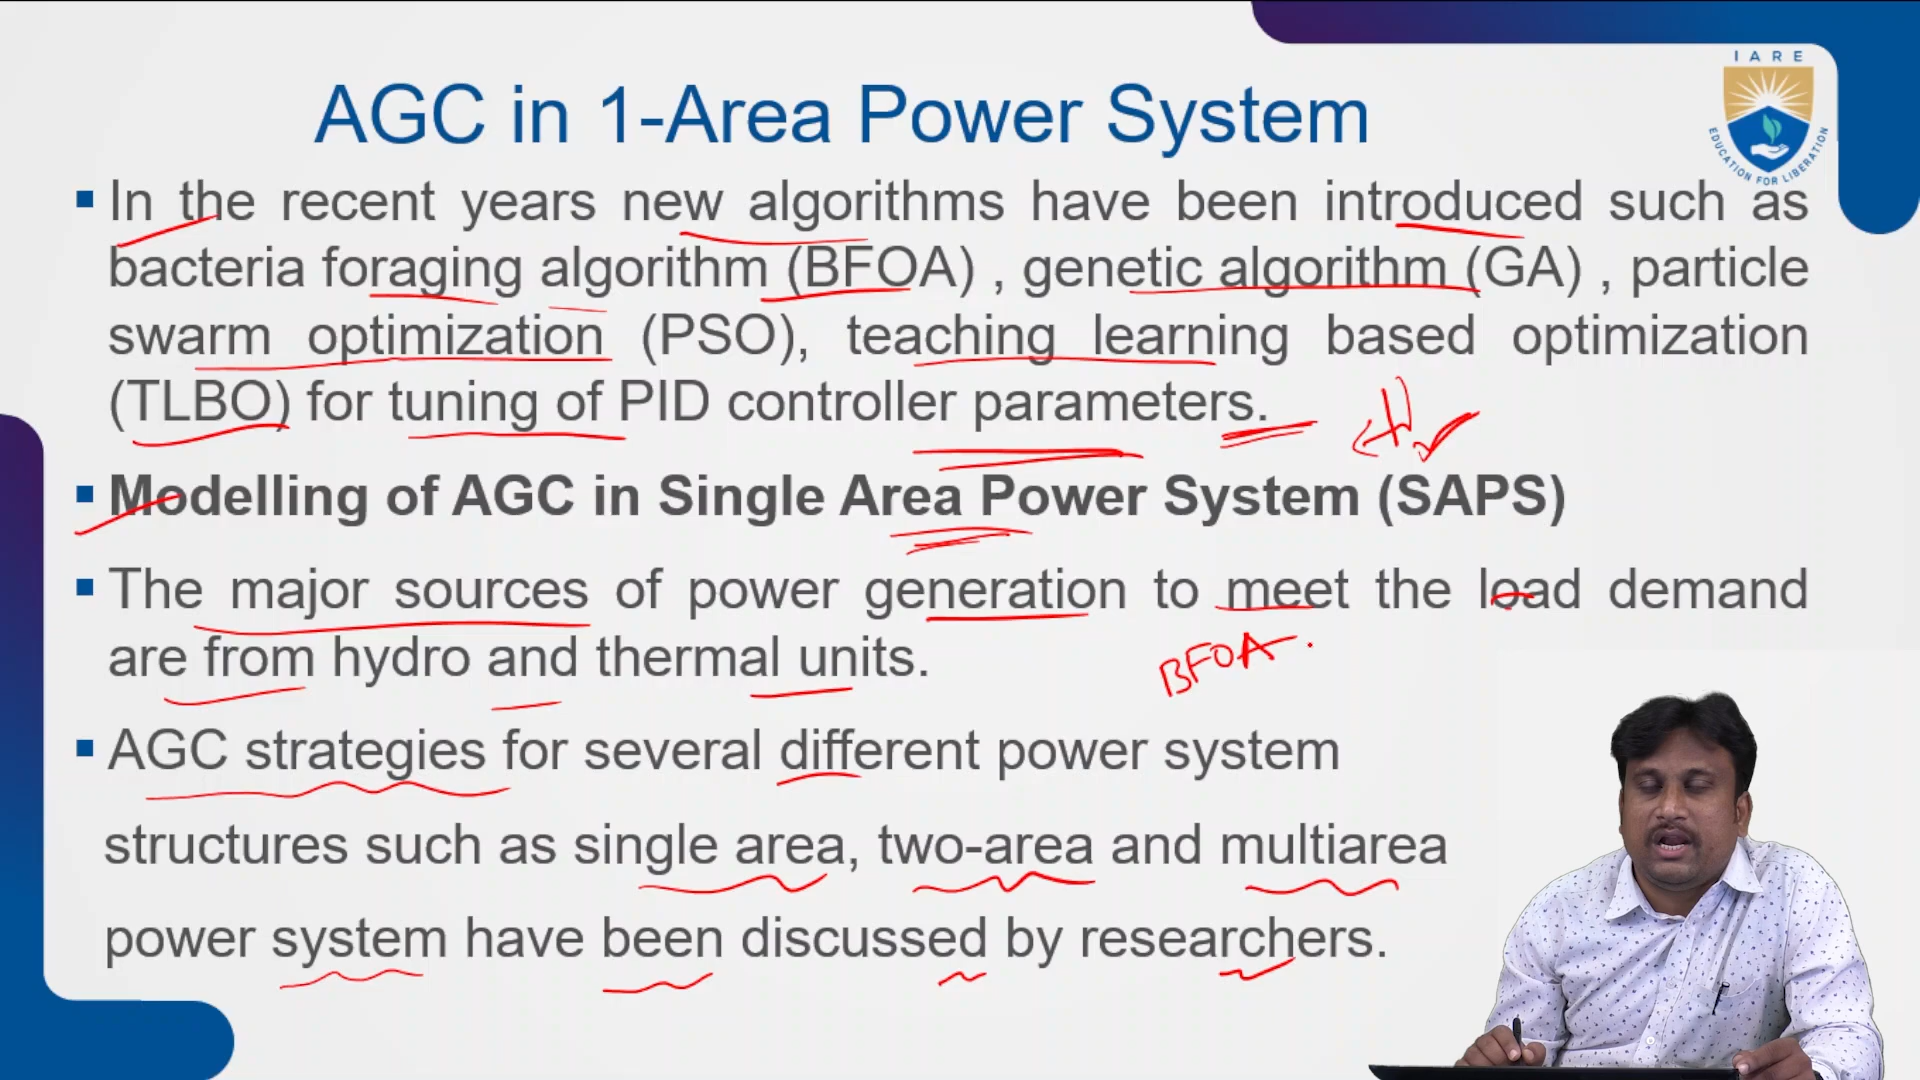 IARE
EDUCATION FOR LIBERATION
AGC in 1-Area Power System
In the recent years new algorithms have been introduced such as
bacteria foraging algorithm (BFOA) , genetic algorithm (GA) , particle
swarm optimization (PSO), teaching learning based optimization
(TLBO) for tuning of PID controller parameters.
Modelling of AGC in Single Area Power System (SAPS)
The major sources of power generation to meet the load demand
are from hydro and thermal units.
BFOA
AGC strategies for several different power system
structures such as single area, two-area and multiarea
power system have been discussed by researchers.